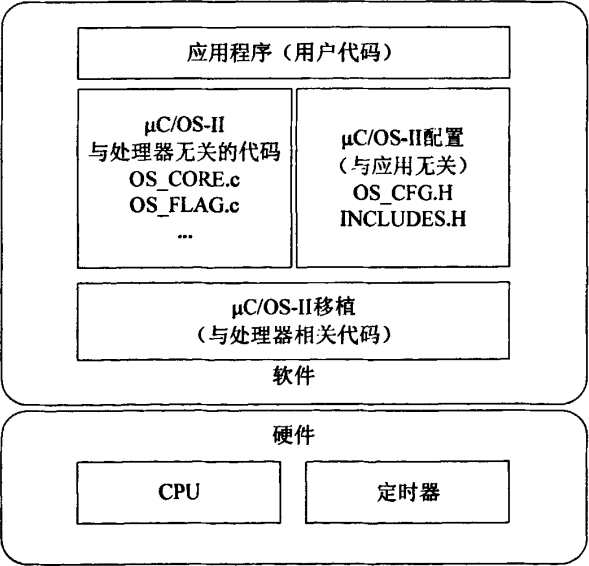 应用程序（用户代码）
μC/OS-II
与处理器无关的代码
OS_CORE.c
OS_FLAG.c
...
μC/OS-II配置
（与应用无关）
OS_CFG.H
INCLUDES.H
μC/OS-II移植
（与处理器相关代码）
软件
硬件
CPU
定时器